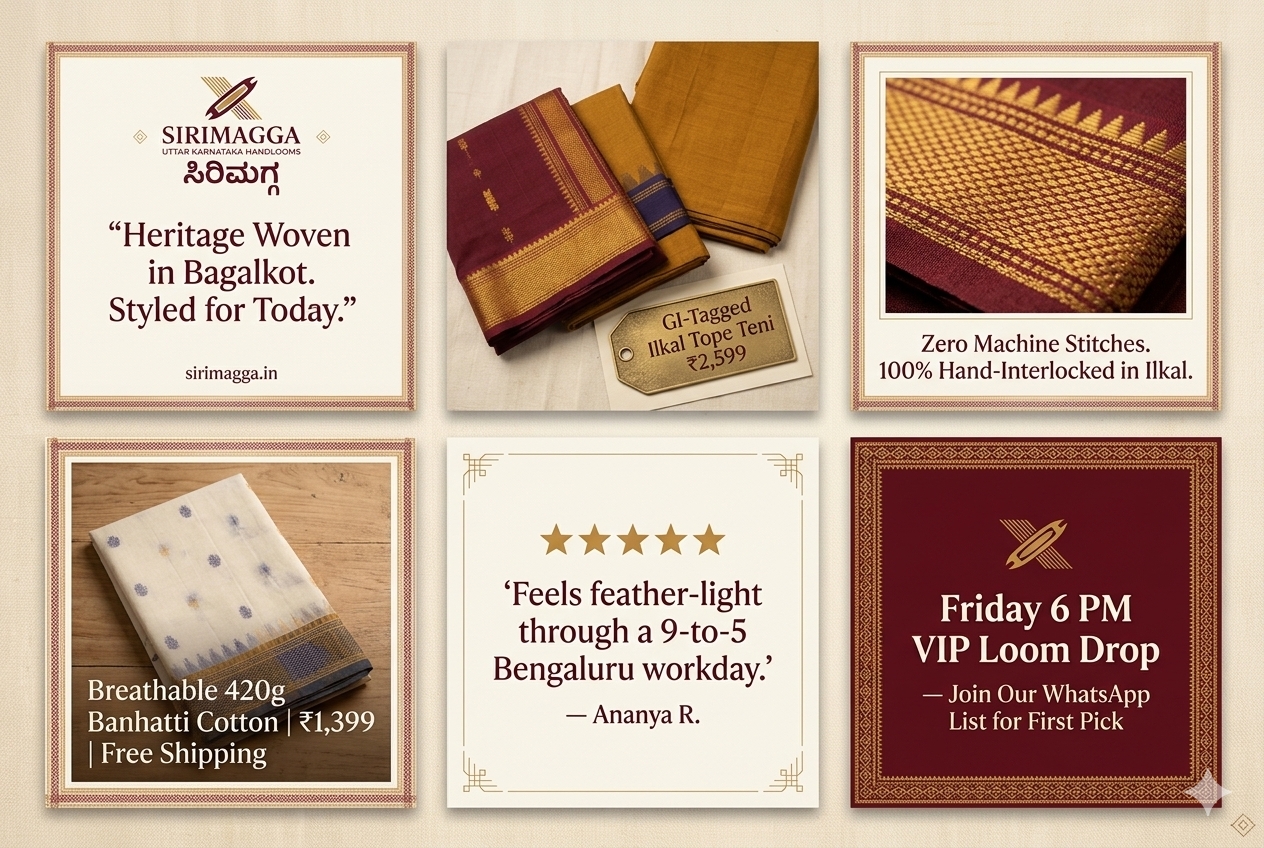 SIRIMAGGA
UTTAR KARNATAKA HANDLOOMS
ಸಿರಿಮಗ್ಗ
“Heritage Woven
in Bagalkot.
Styled for Today.”
sirimagga.in
GI-Tagged
Ilkal Tope Teni
₹2,599
Zero Machine Stitches.
100% Hand-Interlocked in Ilkal.
Breathable 420g
Banhatti Cotton | ₹1,399
| Free Shipping
‘Feels feather-light
through a 9-to-5
Bengaluru workday.’
— Ananya R.
Friday 6 PM
VIP Loom Drop
— Join Our WhatsApp
List for First Pick